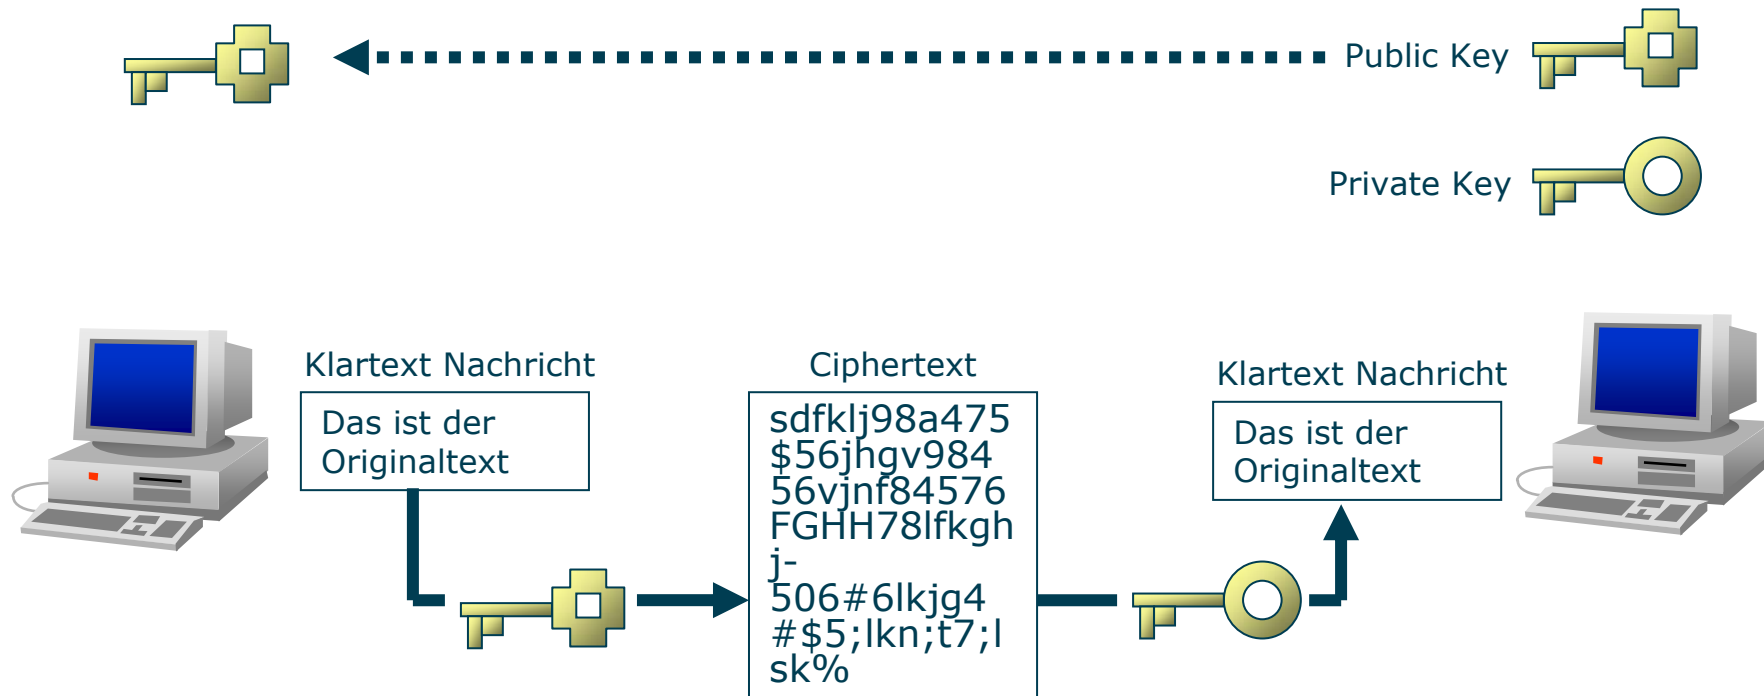 Public Key
Private Key
Klartext Nachricht
Das ist der
Originaltext
Ciphertext
sdfklj98a475
$56jhgv984
56vjnf84576
FGHH78lfkgh
j-
506#6lkjg4
#$5;lkn;t7;l
sk%
Klartext Nachricht
Das ist der
Originaltext